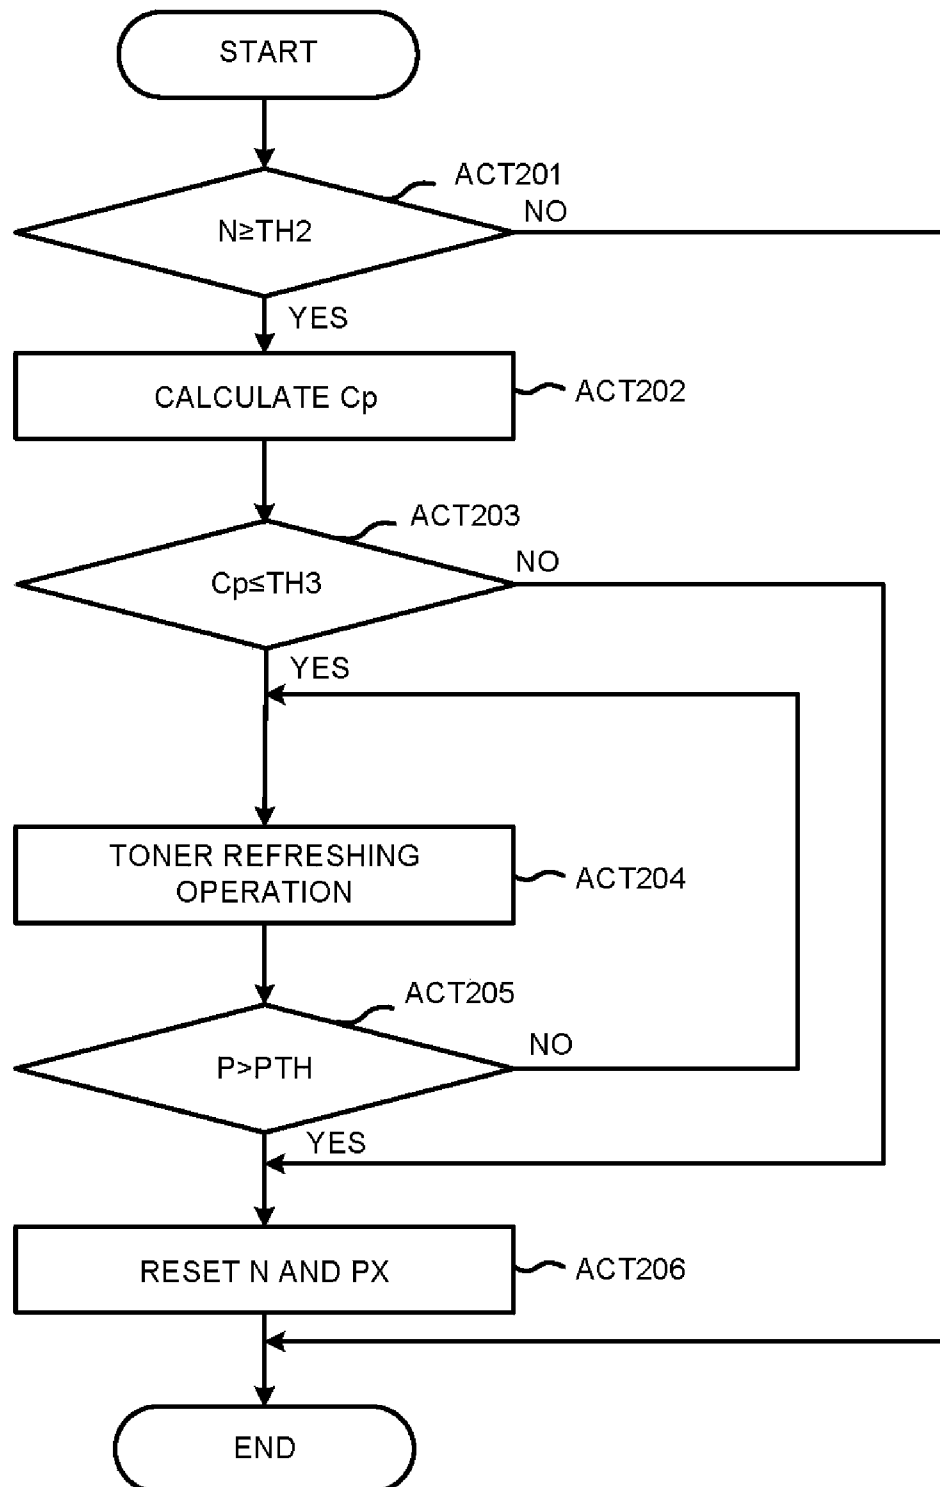 START
ACT201
N≥TH2
NO
YES
CALCULATE Cp
ACT202
ACT203
Cp≤TH3
NO
YES
TONER REFRESHING
OPERATION
ACT204
ACT205
P>PTH
NO
YES
RESET N AND PX
ACT206
END